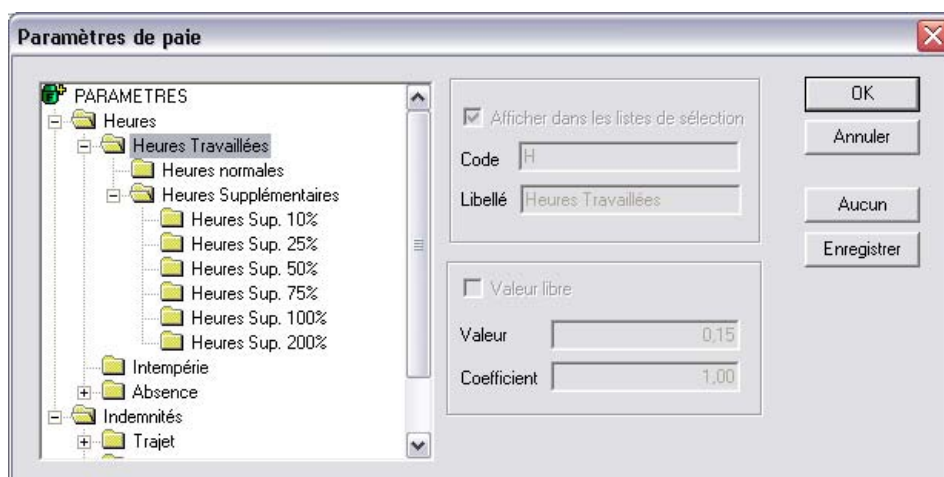 Paramètres de paie
PARAMETRES
Heures
Heures Travaillées
Heures normales
Heures Supplémentaires
Heures Sup. 10%
Heures Sup. 25%
Heures Sup. 50%
Heures Sup. 75%
Heures Sup. 100%
Heures Sup. 200%
Intempérie
Absence
Indemnités
Trajet
Afficher dans les listes de sélection
Code H
Libellé Heures Travaillées
Valeur libre
Valeur 0,15
Coefficient 1,00
OK
Annuler
Aucun
Enregistrer